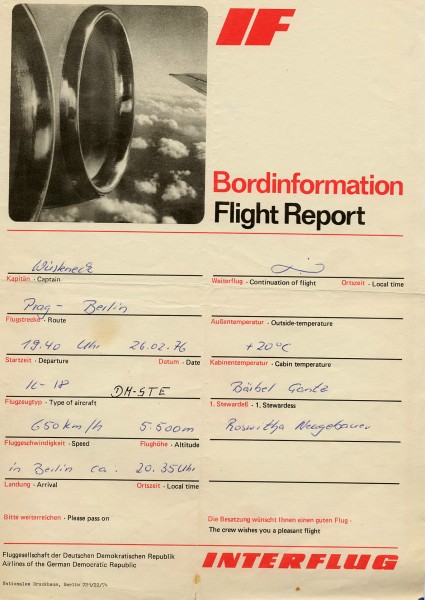 IF
Bordinformation
Flight Report
Kapitän · Captain
Weiterflug · Continuation of flight Ortszeit · Local time
Prag - Berlin
Flugstrecke · Route
Außentemperatur · Outside-temperature
19.40 Uhr 26.02.76
+20°C
Startzeit · Departure Datum · Date
Kabinentemperatur · Cabin temperature
IL-18 DM-STE
Bärbel
Flugzeugtyp · Type of aircraft
1. Stewardeß · 1. Stewardess
650 km/h 5.500m
Roswitha Neugebauer
Fluggeschwindigkeit · Speed Flughöhe · Altitude
in Berlin ca. 20.35 Uhr
Landung · Arrival Ortszeit · Local time
Bitte weiterreichen · Please pass on
Die Besatzung wünscht Ihnen einen guten Flug ·
The crew wishes you a pleasant flight
Fluggesellschaft der Deutschen Demokratischen Republik
Airlines of the German Democratic Republic
INTERFLUG
Nationales Druckhaus, Berlin